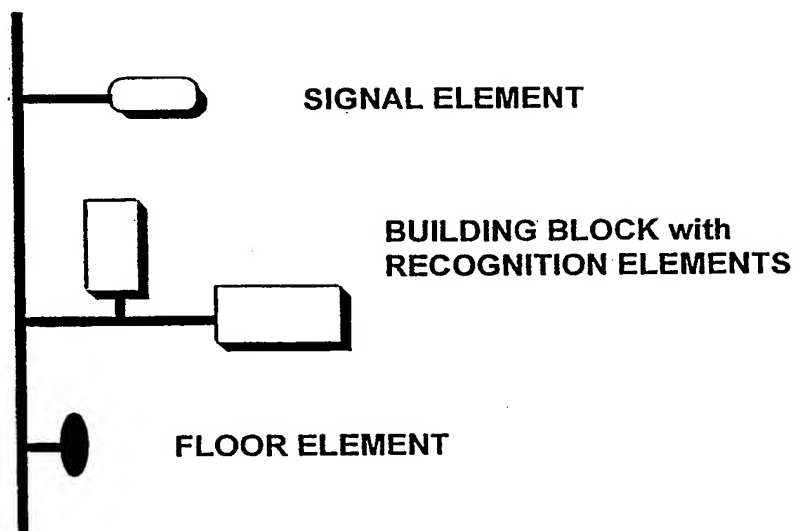 SIGNAL ELEMENT
BUILDING BLOCK with
RECOGNITION ELEMENTS
FLOOR ELEMENT